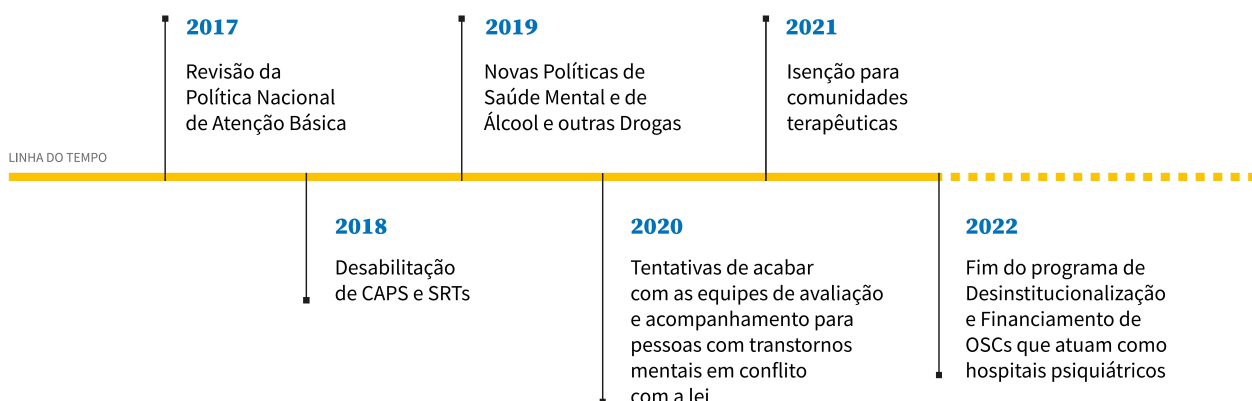 2017
Revisão da
Política Nacional
de Atenção Básica
2019
Novas Políticas de
Saúde Mental e de
Álcool e outras Drogas
2021
Isenção para
comunidades
terapêuticas
LINHA DO TEMPO
2018
Desabilitação
de CAPS e SRTs
2020
Tentativas de acabar
com as equipes de avaliação
e acompanhamento para
pessoas com transtornos
mentais em conflito
com a lei
2022
Fim do programa de
Desinstitucionalização
e Financiamento de
OSCs que atuam como
hospitais psiquiátricos